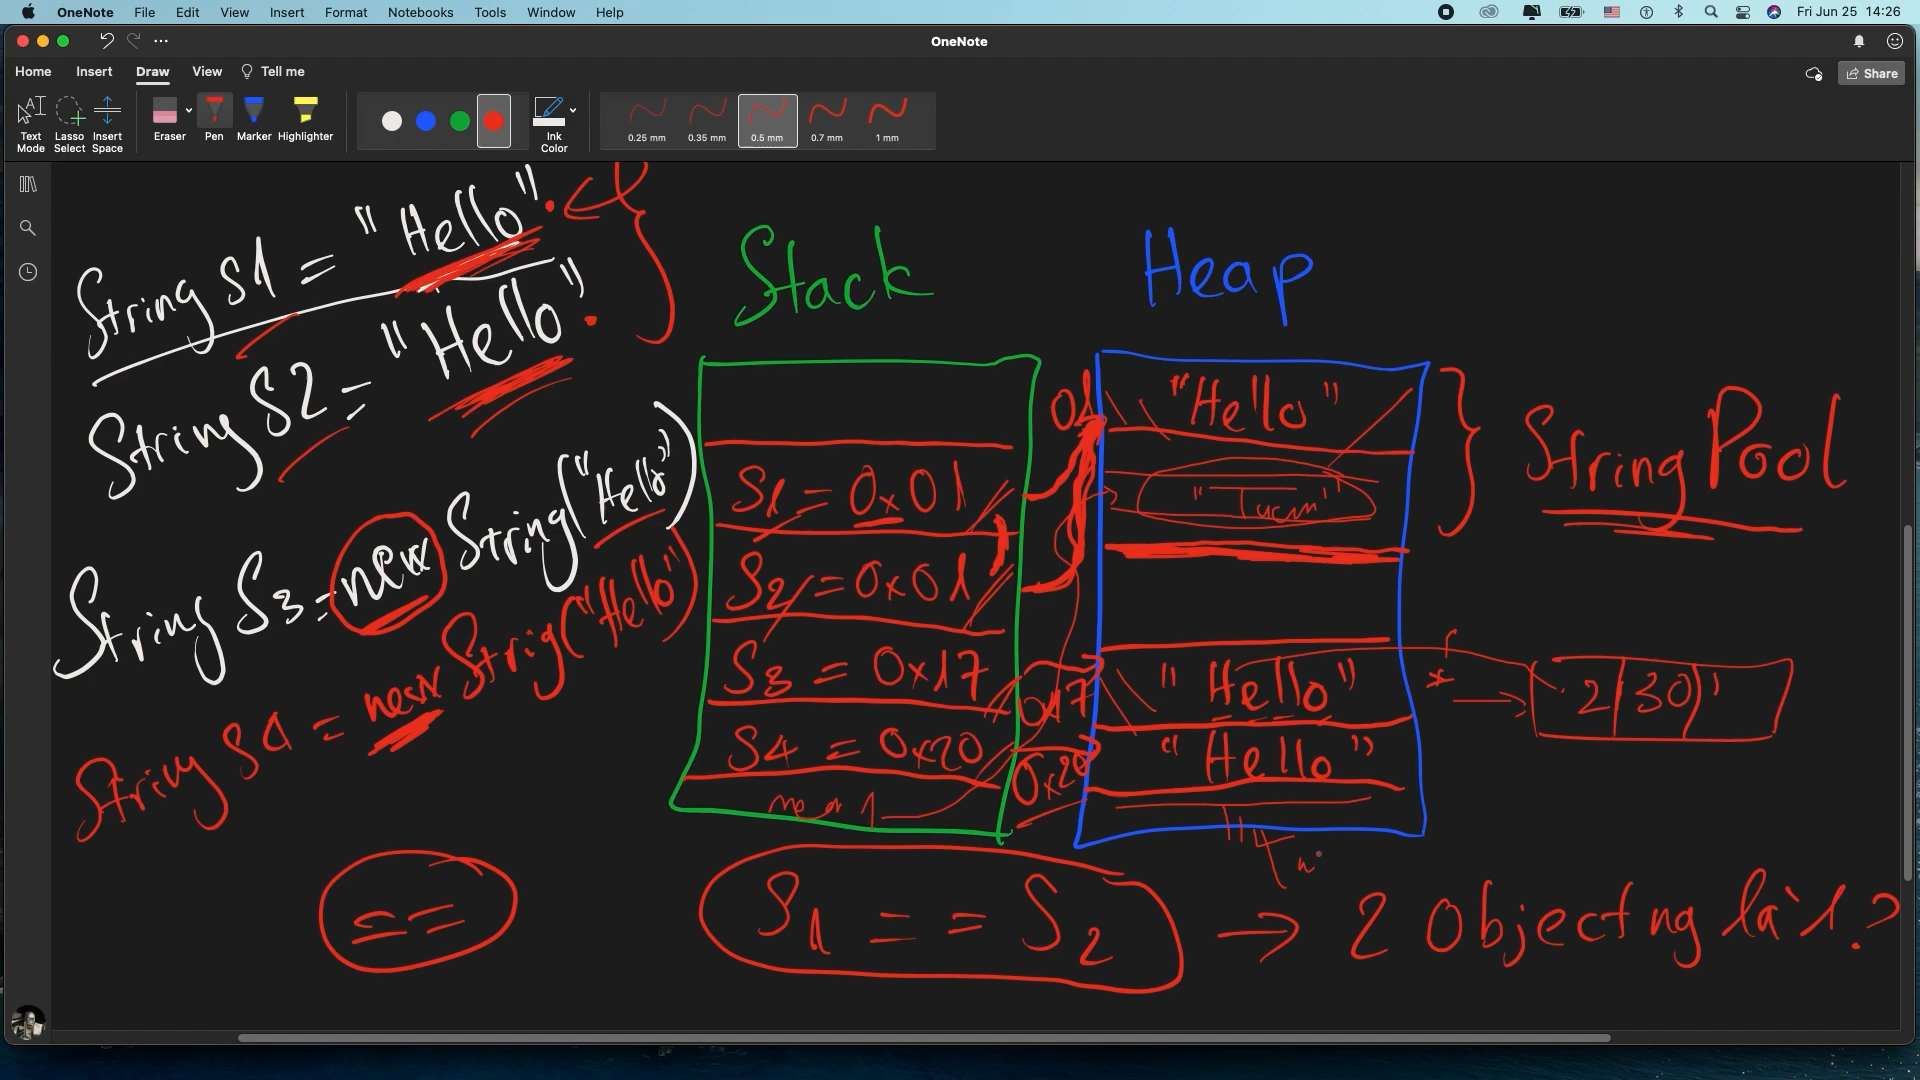 OneNote File Edit View Insert Format Notebooks Tools Window Help
Fri Jun 25 14:26
OneNote
Home Insert Draw View Tell me
Share
Text Mode
Lasso Select
Insert Space
Eraser
Pen
Marker
Highlighter
Ink Color
0.25 mm
0.35 mm
0.5 mm
0.7 mm
1 mm
String S1 = "Hello"
String S2 = "Hello"
String S3 = new String("Hello")
String S4 = new Strig("Hello")
==
Stack
S1 = 0x01
S2 = 0x01
S3 = 0x17
S4 = 0x20
Heap
01
"Hello"
0x17
"Hello"
0x20
"Hello"
String Pool
2 30
S1 == S2 → 2 Object ng là 1?